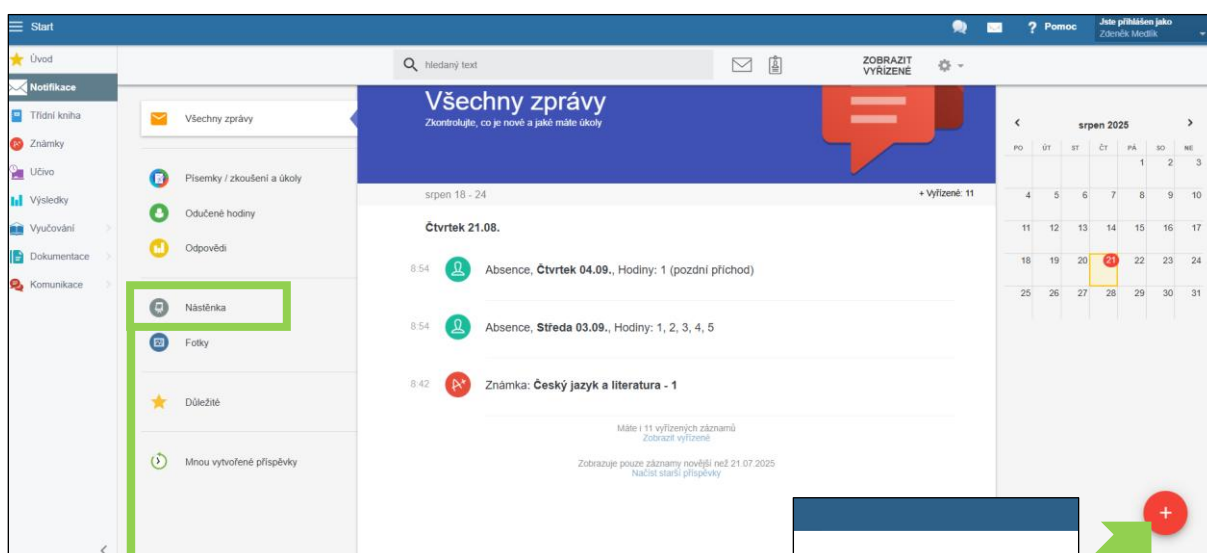 Start
? Pomoc
Jste přihlášen jako
Zdeněk Medlík
Úvod
Notifikace
Třídní kniha
Známky
Učivo
Výsledky
Vyučování
Dokumentace
Komunikace
hledaný text
ZOBRAZIT
VYŘÍZENÉ
Všechny zprávy
Písemky / zkoušení a úkoly
Odučené hodiny
Odpovědi
Nástěnka
Fotky
Důležité
Mnou vytvořené příspěvky
Všechny zprávy
Zkontrolujte, co je nové a jaké máte úkoly
srpen 18 - 24
+ Vyřízené: 11
Čtvrtek 21.08.
8:54 Absence, Čtvrtek 04.09., Hodiny: 1 (pozdní příchod)
8:54 Absence, Středa 03.09., Hodiny: 1, 2, 3, 4, 5
8:42 Známka: Český jazyk a literatura - 1
Máte i 11 vyřízených záznamů
Zobrazit vyřízené
Zobrazuje pouze záznamy novější než 21.07.2025
Načíst starší příspěvky
< srpen 2025 >
PO ÚT ST ČT PÁ SO NE
1 2 3
4 5 6 7 8 9 10
11 12 13 14 15 16 17
18 19 20 21 22 23 24
25 26 27 28 29 30 31
+